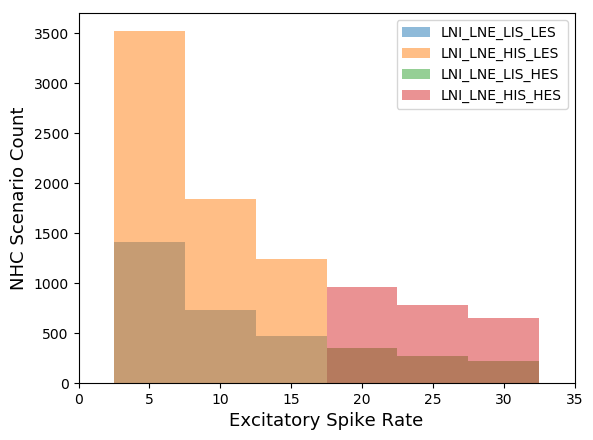 LNI_LNE_LIS_LES
LNI_LNE_HIS_LES
LNI_LNE_LIS_HES
LNI_LNE_HIS_HES
NHC Scenario Count
3500
3000
2500
2000
1500
1000
500
0
0 5 10 15 20 25 30 35
Excitatory Spike Rate